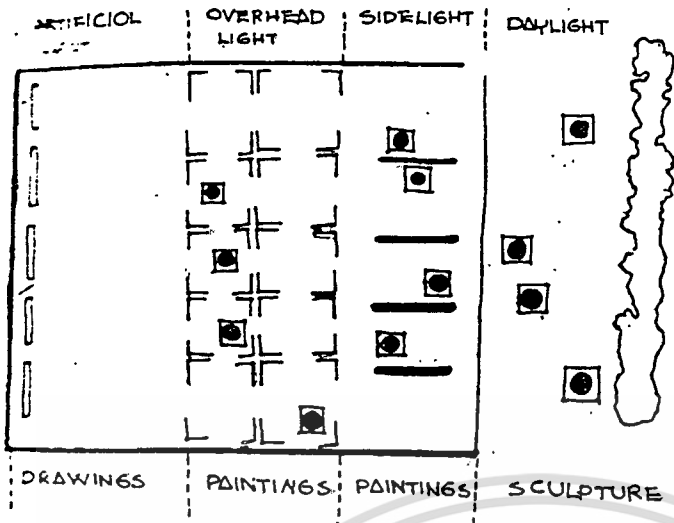 ARTIFICIOL
OVERHEAD
LIGHT
SIDELIGHT
DAYLIGHT
DRAWINGS
PAINTINGS
PAINTINGS
SCULPTURE